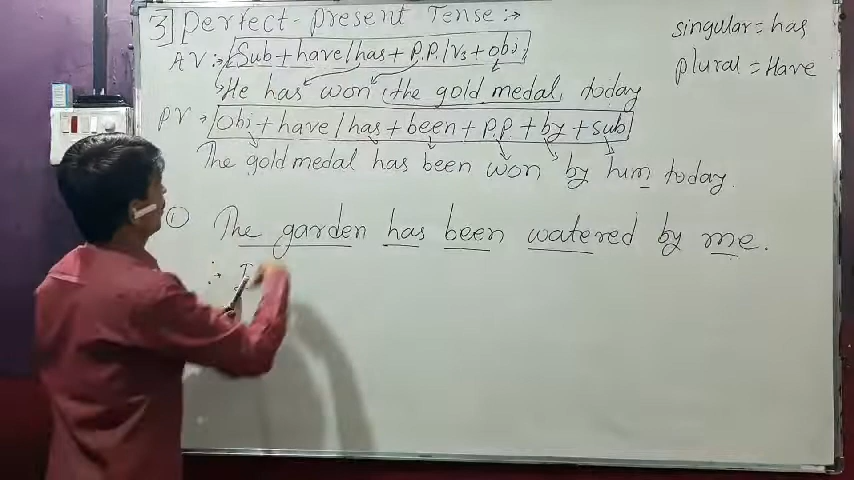 3] Perfect-Present Tense :→
singular = has
plural = Have
AV :→ Sub + have/has + P.P./V3 + obj
He has won (the gold medal, today
PV → Obj + have/has + been + P.P. + by + sub
The gold medal has been won by him today.
① The garden has been watered by me.
∴→ I